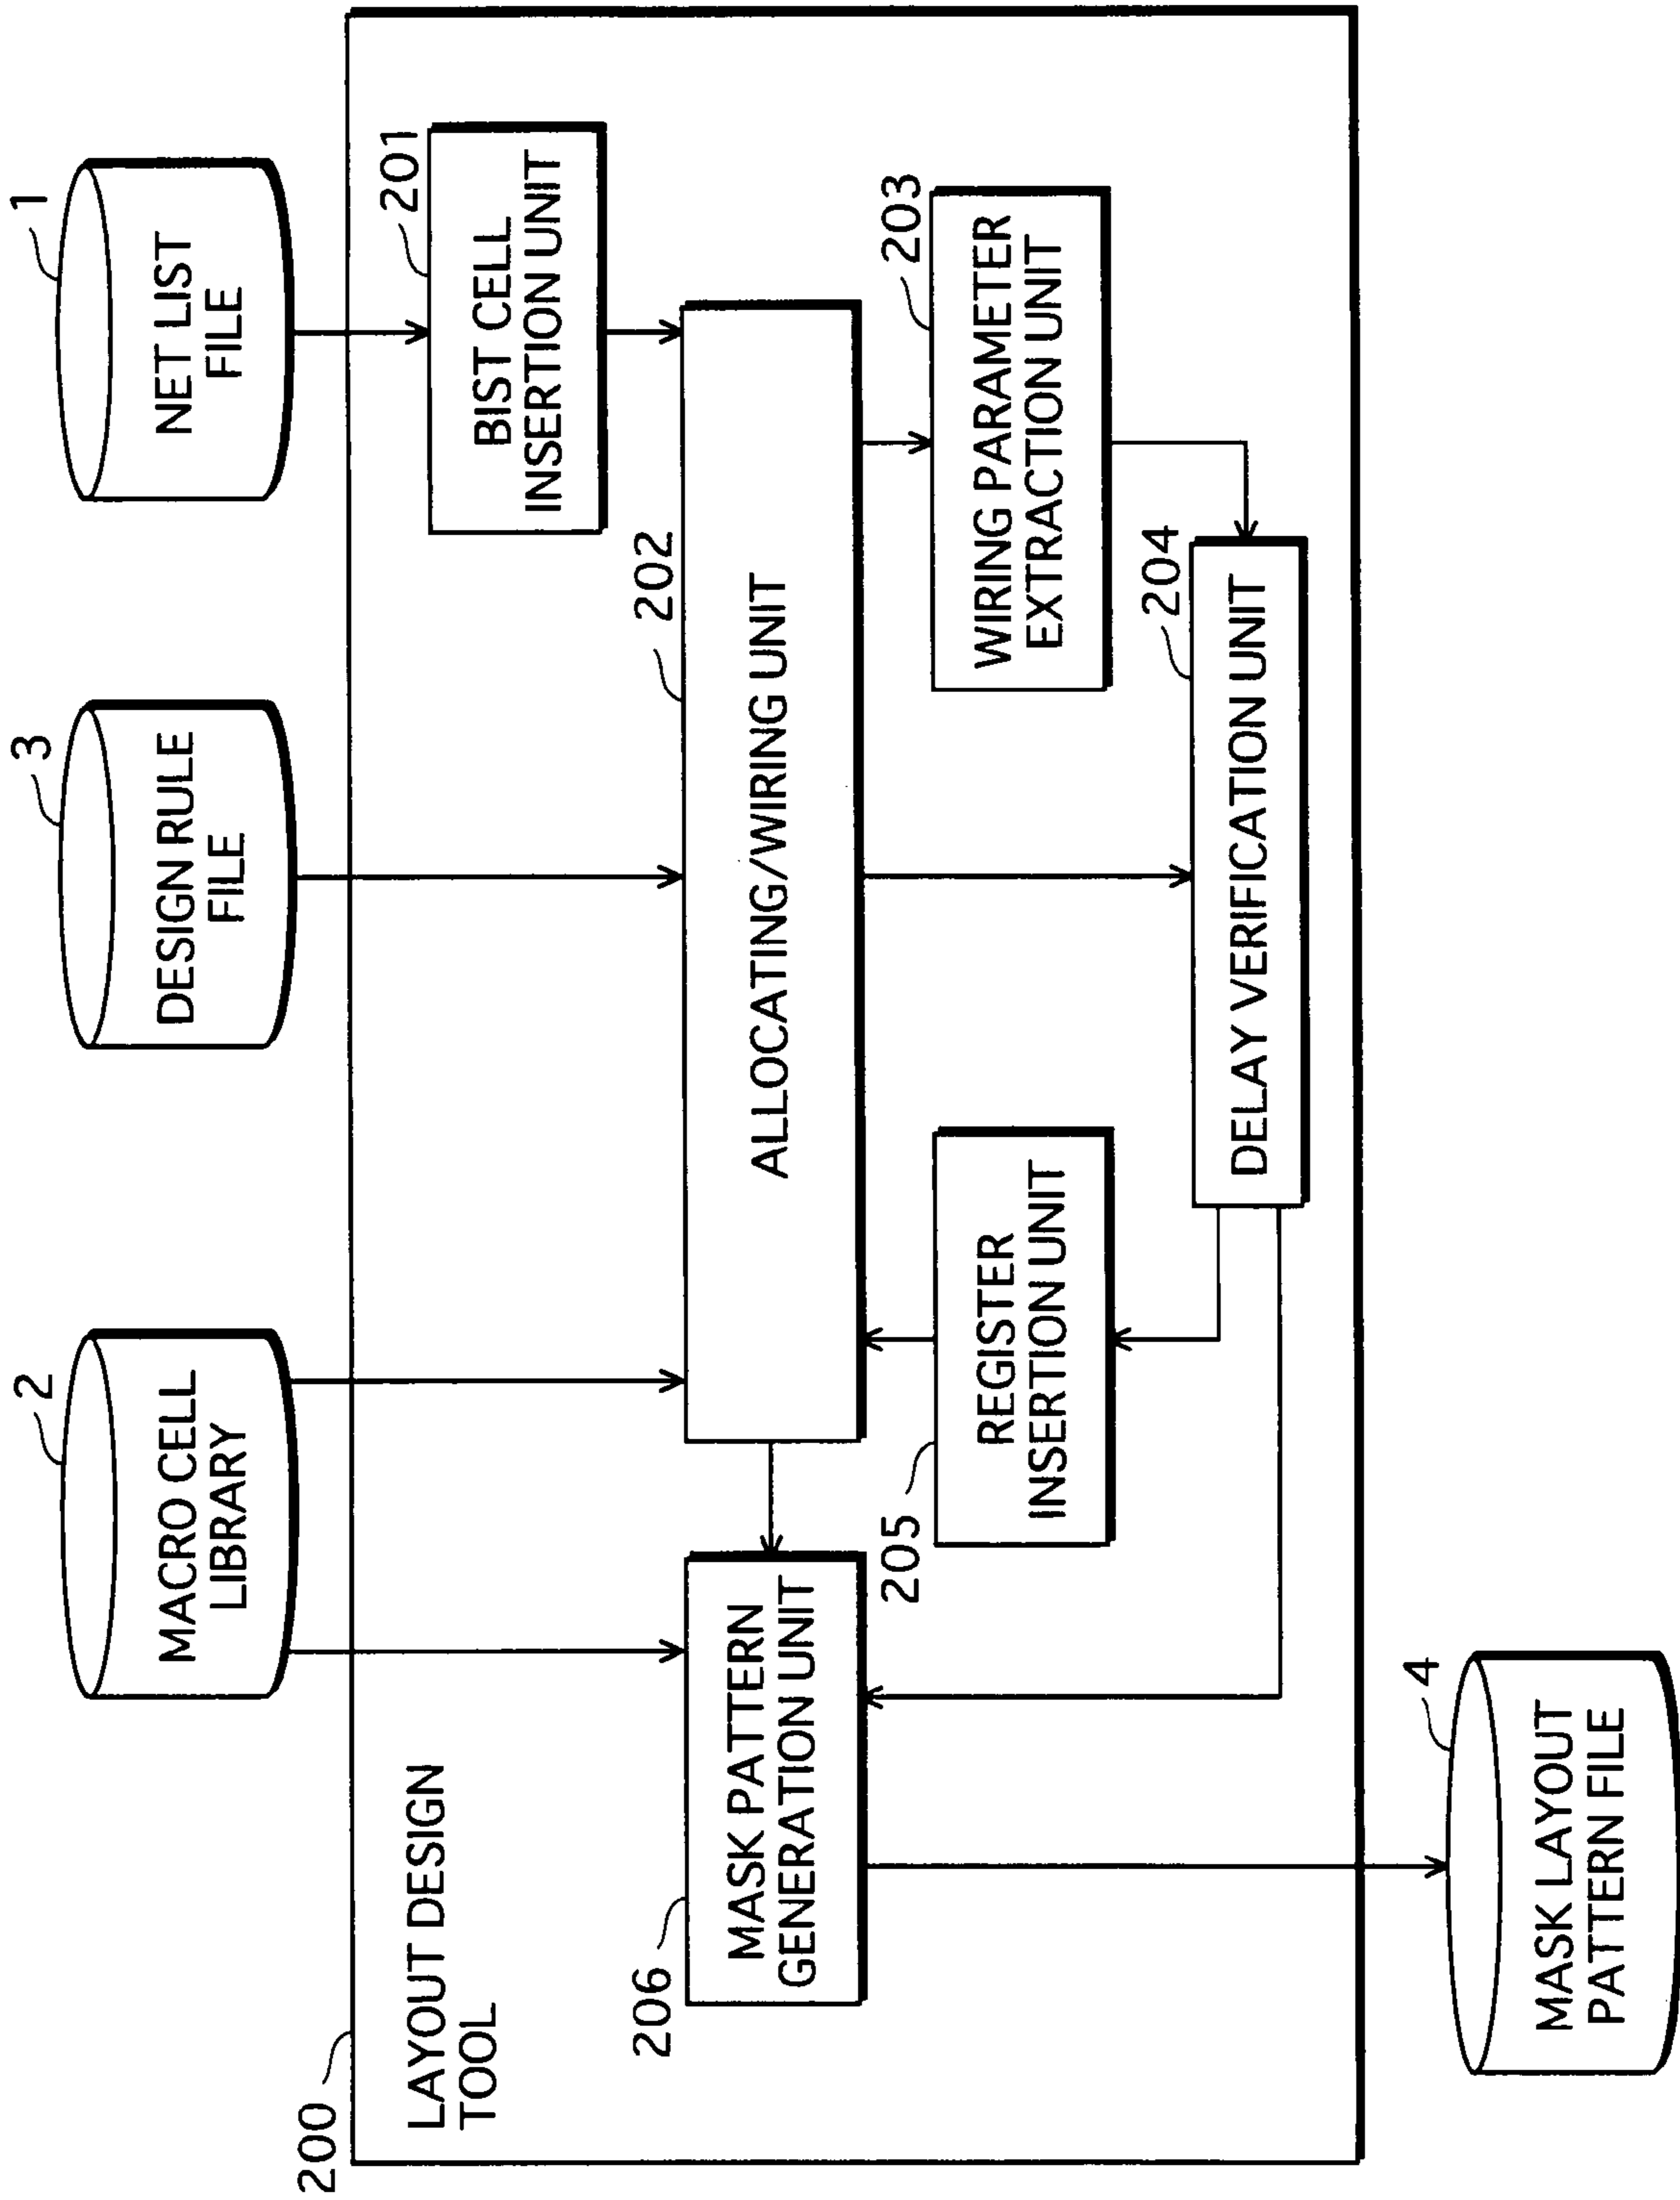 200
LAYOUT DESIGN
TOOL
2
MACRO CELL
LIBRARY
3
DESIGN RULE
FILE
1
NET LIST
FILE
201
BIST CELL
INSERTION UNIT
202
ALLOCATING/WIRING UNIT
206
MASK PATTERN
GENERATION UNIT
205
REGISTER
INSERTION UNIT
203
WIRING PARAMETER
EXTRACTION UNIT
204
DELAY VERIFICATION UNIT
4
MASK LAYOUT
PATTERN FILE